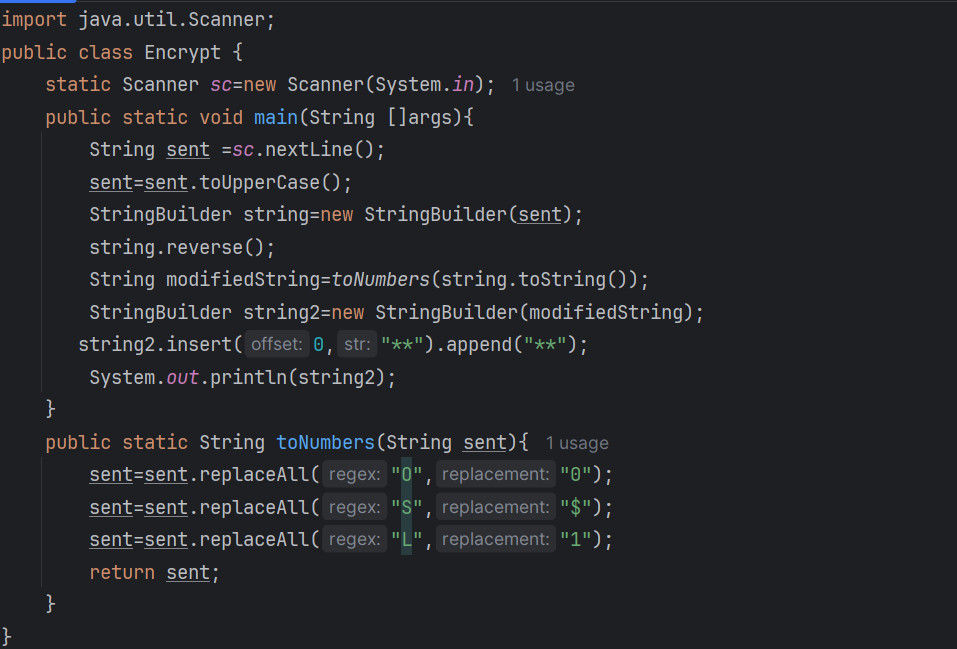 import java.util.Scanner;
public class Encrypt {
    static Scanner sc=new Scanner(System.in);  1 usage
    public static void main(String []args){
        String sent =sc.nextLine();
        sent=sent.toUpperCase();
        StringBuilder string=new StringBuilder(sent);
        string.reverse();
        String modifiedString=toNumbers(string.toString());
        StringBuilder string2=new StringBuilder(modifiedString);
       string2.insert( offset: 0, str: "**").append("**");
        System.out.println(string2);
    }
    public static String toNumbers(String sent){  1 usage
        sent=sent.replaceAll( regex: "O", replacement: "0");
        sent=sent.replaceAll( regex: "S", replacement: "$");
        sent=sent.replaceAll( regex: "L", replacement: "1");
        return sent;
    }
}